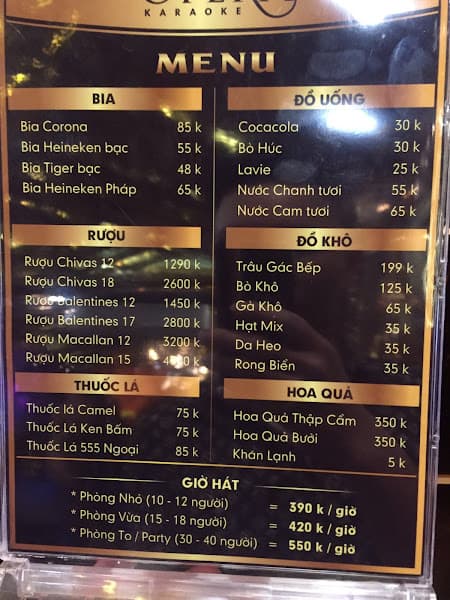 KARAOKE
MENU
BIA
Bia Corona 85 k
Bia Heineken bạc 55 k
Bia Tiger bạc 48 k
Bia Heineken Pháp 65 k
RƯỢU
Rượu Chivas 12 1290 k
Rượu Chivas 18 2600 k
Rượu Balentines 12 1450 k
Rượu Balentines 17 2800 k
Rượu Macallan 12 3200 k
Rượu Macallan 15
THUỐC LÁ
Thuốc lá Camel 75 k
Thuốc Lá Ken Bấm 75 k
Thuốc Lá 555 Ngoại 85 k
ĐỒ UỐNG
Cocacola 30 k
Bò Húc 30 k
Lavie 25 k
Nước Chanh tươi 55 k
Nước Cam tươi 65 k
ĐỒ KHÔ
Trâu Gác Bếp 199 k
Bò Khô 125 k
Gà Khô 65 k
Hạt Mix 35 k
Da Heo 35 k
Rong Biển 35 k
HOA QUẢ
Hoa Quả Thập Cẩm 350 k
Hoa Quả Bưởi 350 k
Khăn Lạnh 5 k
GIỜ HÁT
* Phòng Nhỏ (10 - 12 người) = 390 k / giờ
* Phòng Vừa (15 - 18 người) = 420 k / giờ
* Phòng To / Party (30 - 40 người) = 550 k / giờ